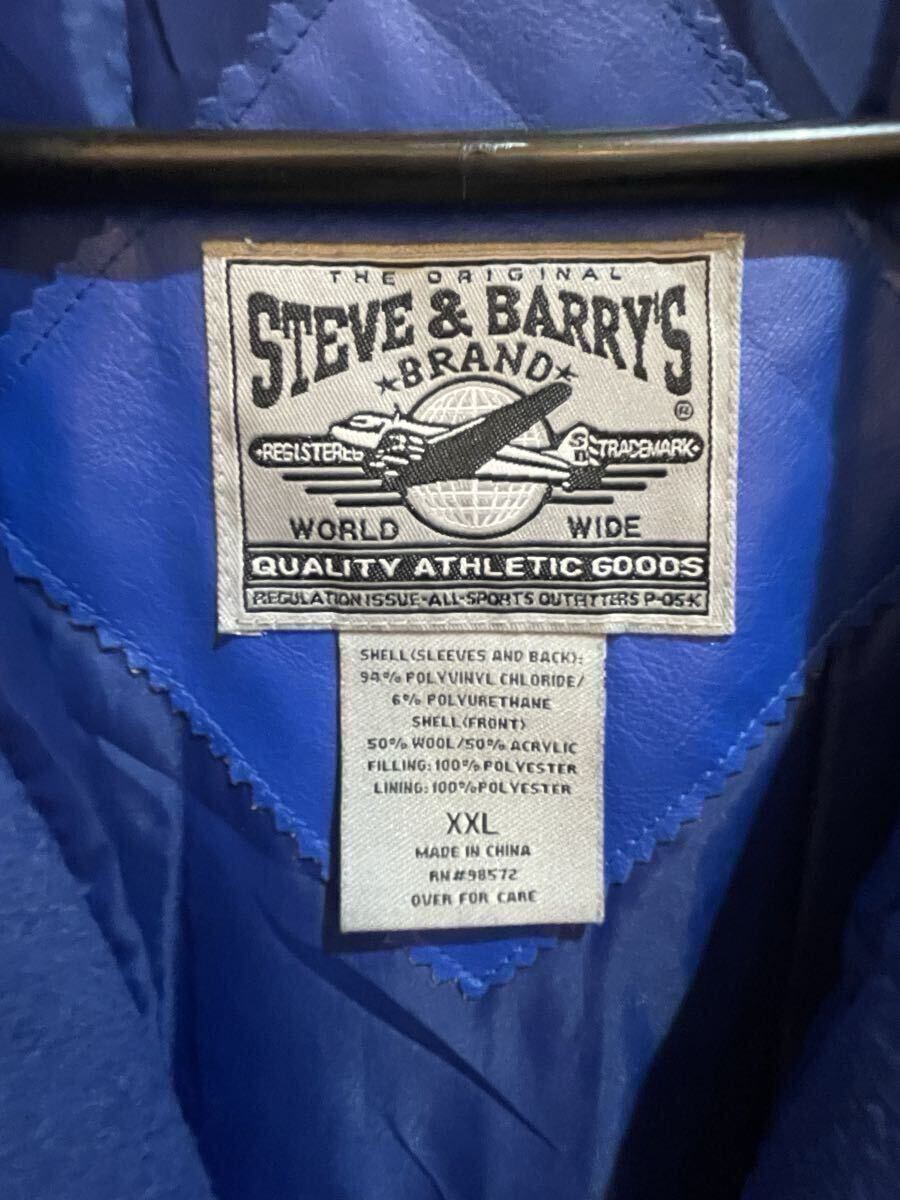 THE ORIGINAL
STEVE & BARRY'S
BRAND
®
REGISTERED TRADEMARK
WORLD WIDE
QUALITY ATHLETIC GOODS
REGULATION ISSUE-ALL-SPORTS OUTFITTERS P-05-K
SHELL(SLEEVES AND BACK):
94% POLYVINYL CHLORIDE/
6% POLYURETHANE
SHELL(FRONT)
50% WOOL/50% ACRYLIC
FILLING:100%POLYESTER
LINING:100%POLYESTER
XXL
MADE IN CHINA
RN#98572
OVER FOR CARE